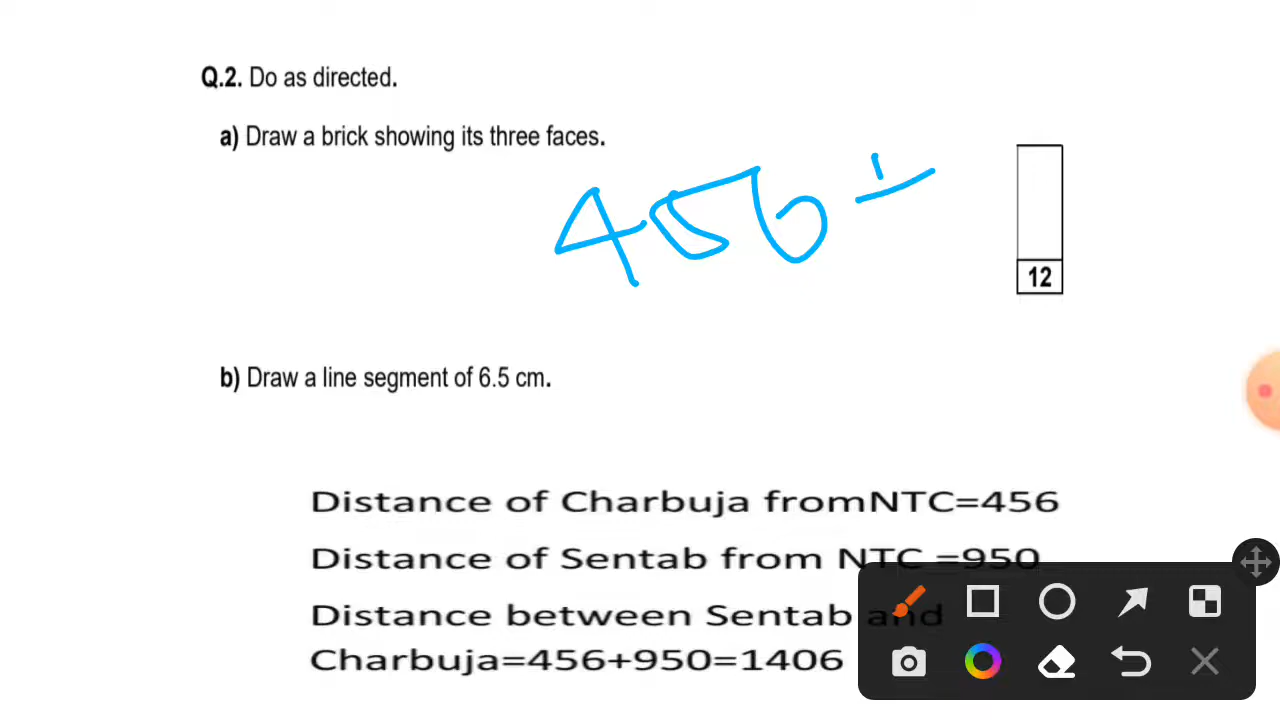 Q.2. Do as directed.
a) Draw a brick showing its three faces.
456
12
b) Draw a line segment of 6.5 cm.
Distance of Charbuja fromNTC=456
Distance of Sentab from NTC =950
Distance between Sentab and
Charbuja=456+950=1406